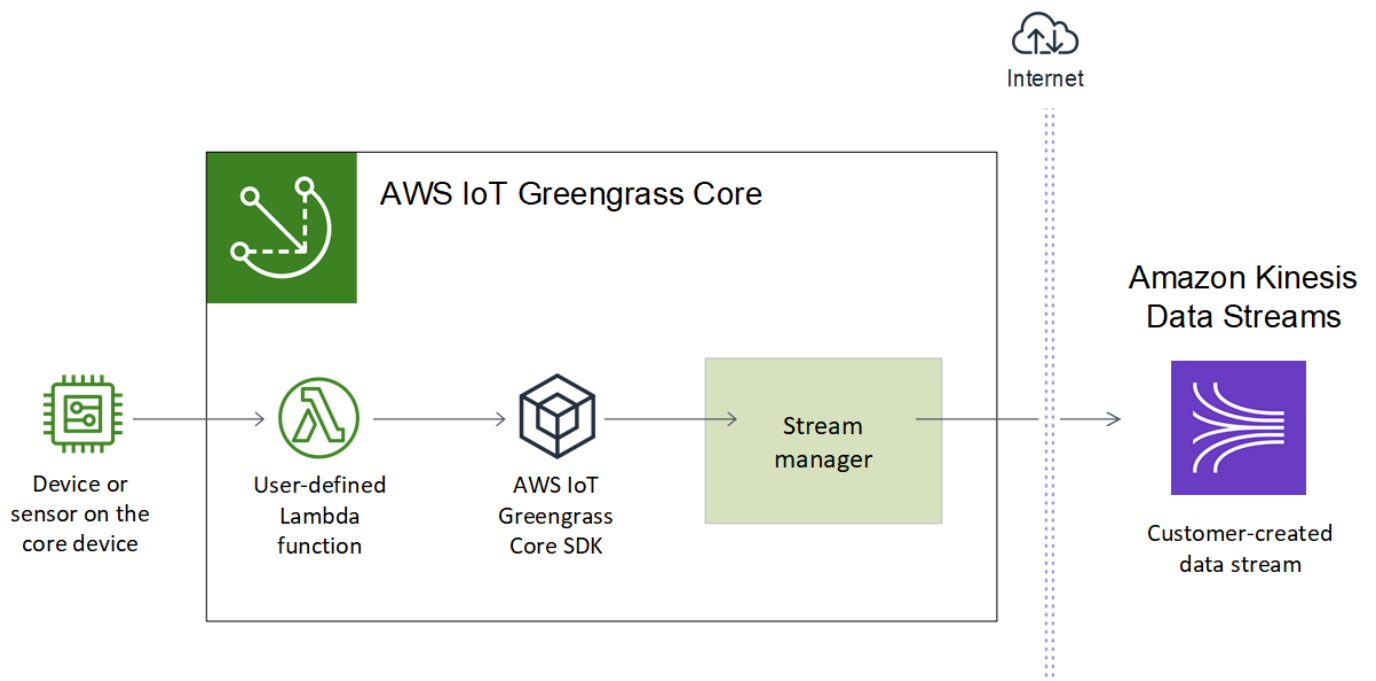 Internet
AWS IoT Greengrass Core
Amazon Kinesis
Data Streams
Device or
sensor on the
core device
User-defined
Lambda
function
AWS IoT
Greengrass
Core SDK
Stream
manager
Customer-created
data stream